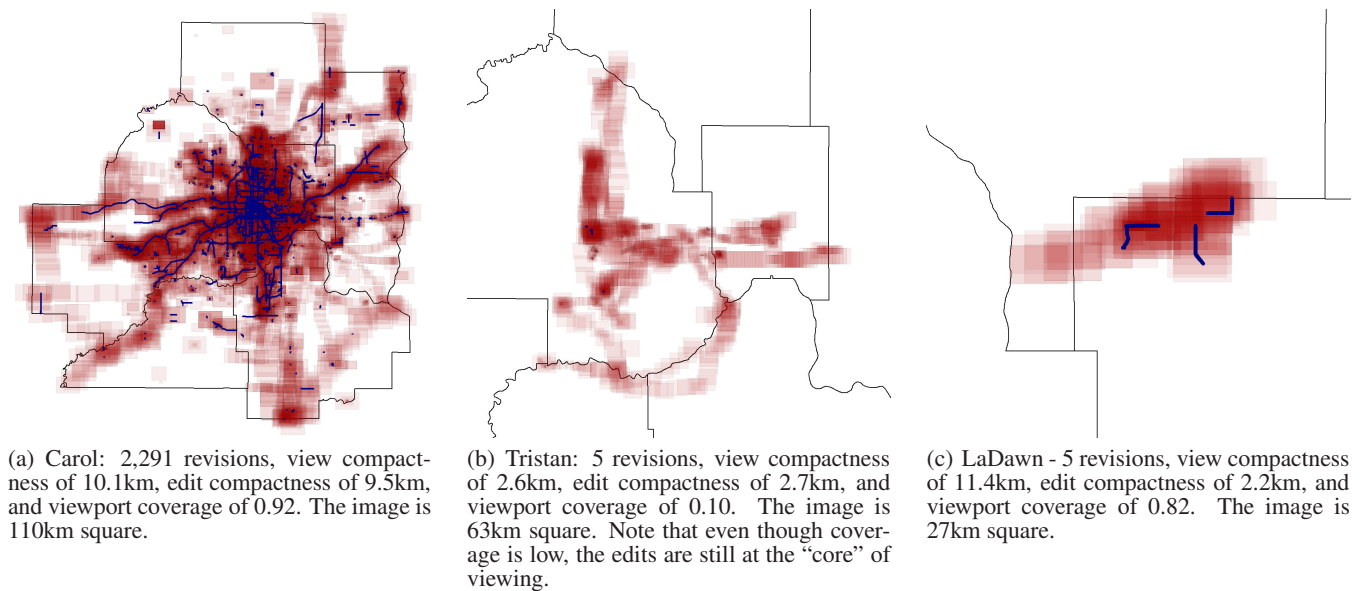 (a) Carol: 2,291 revisions, view compact-
ness of 10.1km, edit compactness of 9.5km,
and viewport coverage of 0.92. The image is
110km square.
(b) Tristan: 5 revisions, view compactness
of 2.6km, edit compactness of 2.7km, and
viewport coverage of 0.10. The image is
63km square. Note that even though cover-
age is low, the edits are still at the “core” of
viewing.
(c) LaDawn - 5 revisions, view compactness
of 11.4km, edit compactness of 2.2km, and
viewport coverage of 0.82. The image is
27km square.